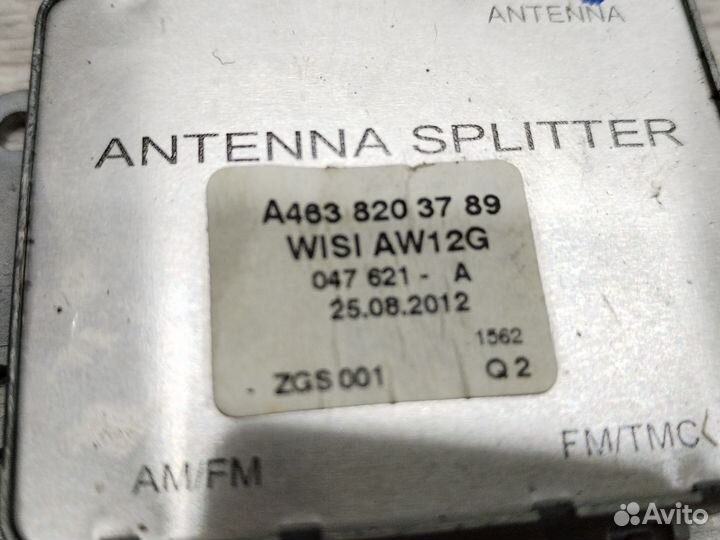 ANTENNA
ANTENNA SPLITTER
A463 820 37 89
WISI AW12G
047 621 - A
25.08.2012
1562
ZGS 001 Q 2
FM/TMC
AM/FM
Avito